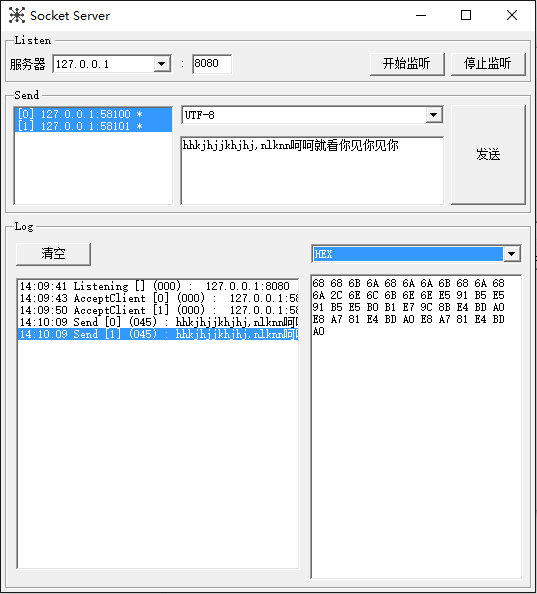 Socket Server
Listen
服务器 127.0.0.1 : 8080 开始监听 停止监听
Send
[0] 127.0.0.1:58100 *
[1] 127.0.0.1:58101 *
UTF-8
hhkjhjjkhjhj,nlknn呵呵就看你见你见你
发送
Log
清空
HEX
14:09:41 Listening [] (000) : 127.0.0.1:8080
14:09:43 AcceptClient [0] (000) : 127.0.0.1:58
14:09:50 AcceptClient [1] (000) : 127.0.0.1:58
14:10:09 Send [0] (045) : hhkjhjjkhjhj,nlknn呵
14:10:09 Send [1] (045) : hhkjhjjkhjhj,nlknn呵
68 68 6B 6A 68 6A 6A 6B 68 6A 68
6A 2C 6E 6C 6B 6E 6E E5 91 B5 E5
91 B5 E5 B0 B1 E7 9C 8B E4 BD A0
E8 A7 81 E4 BD A0 E8 A7 81 E4 BD
A0